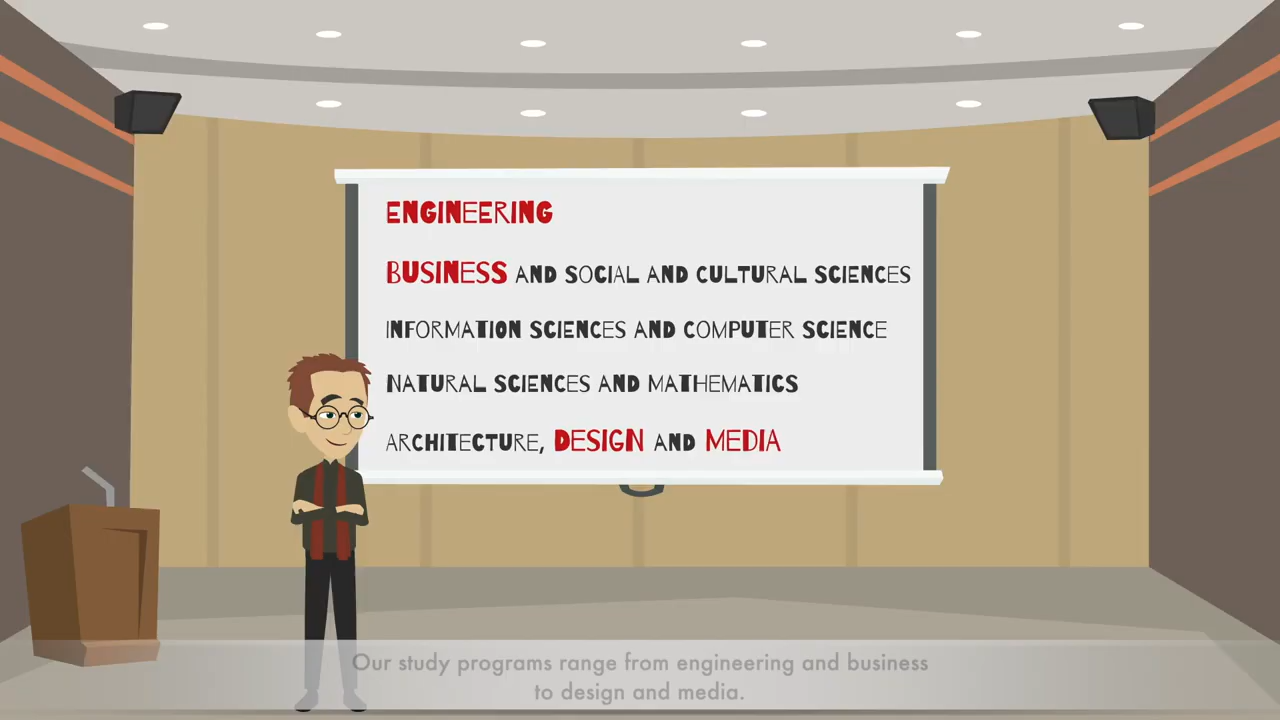 ENGINEERING
BUSINESS AND SOCIAL AND CULTURAL SCIENCES
INFORMATION SCIENCES AND COMPUTER SCIENCE
NATURAL SCIENCES AND MATHEMATICS
ARCHITECTURE, DESIGN AND MEDIA
Our study programs range from engineering and business
to design and media.